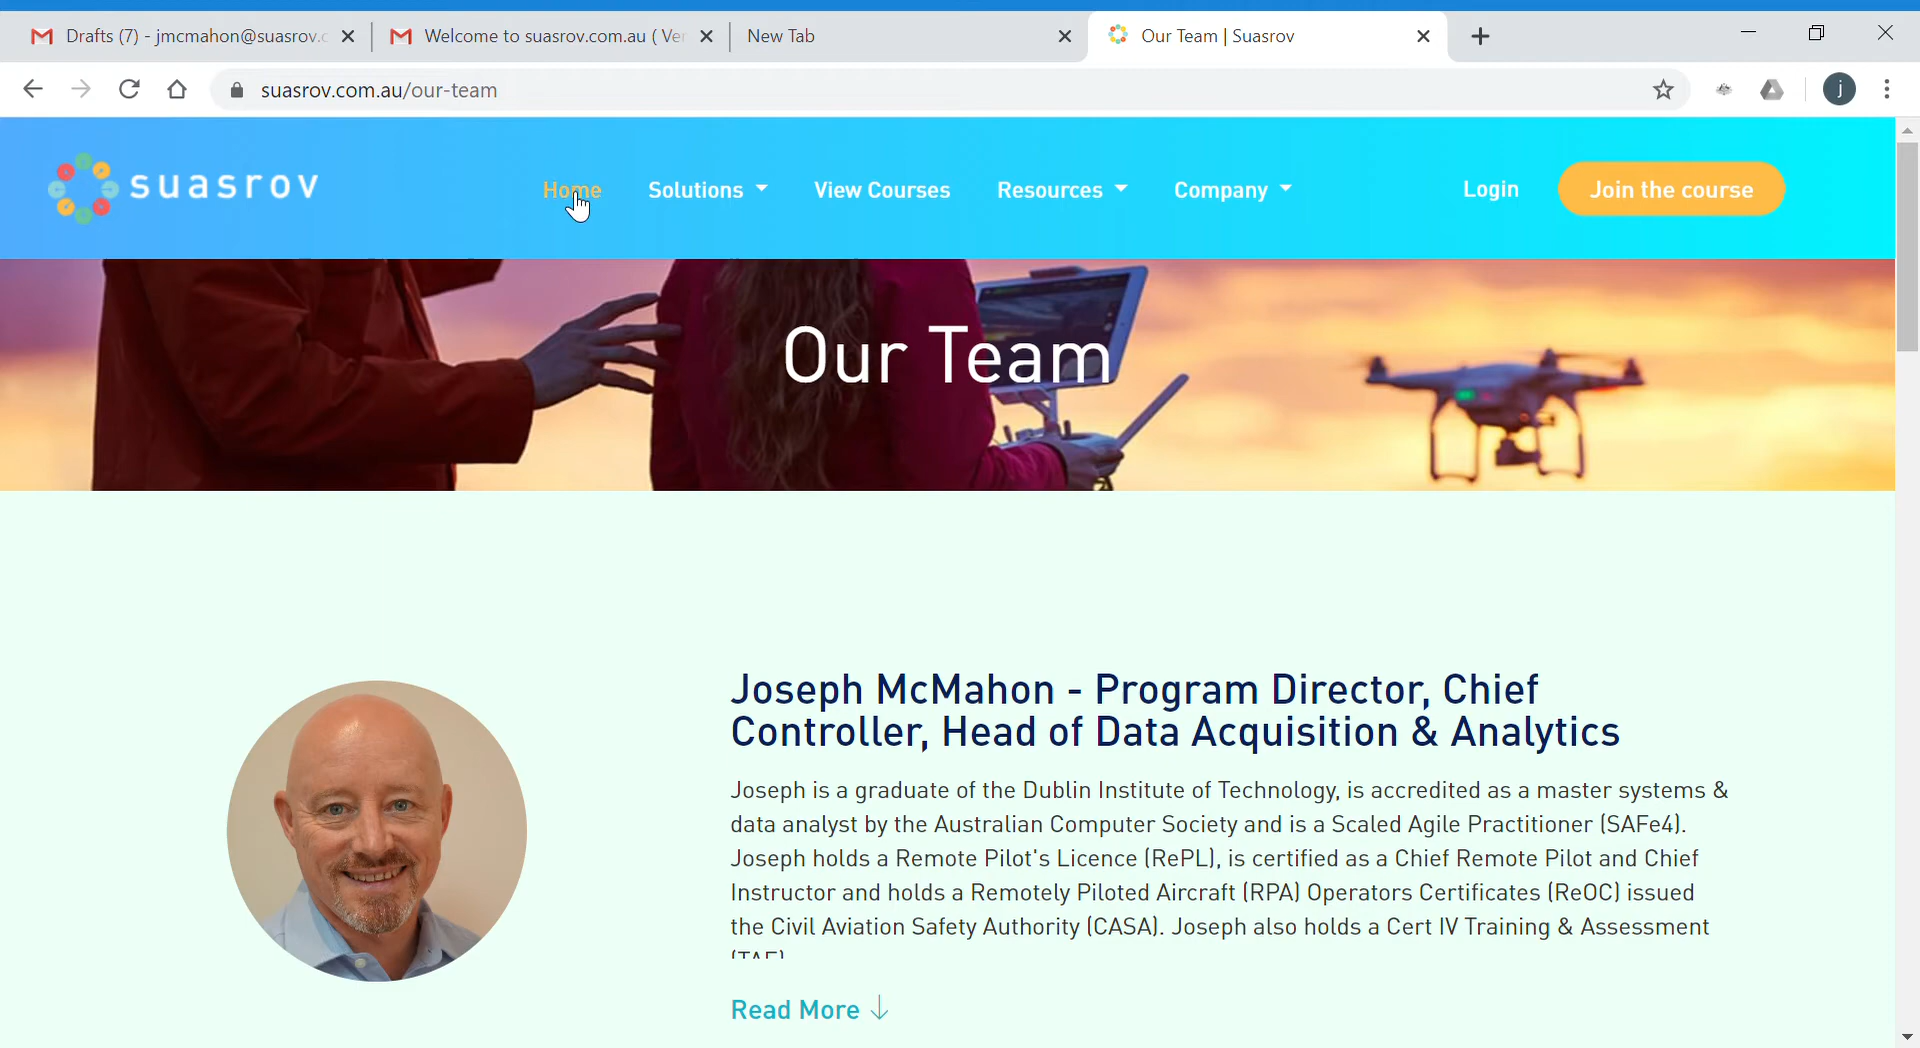 Drafts (7) - jmcmahon@suasrov.c
Welcome to suasrov.com.au ( Ver
New Tab
Our Team | Suasrov
suasrov.com.au/our-team
j
suasrov
Home
Solutions
View Courses
Resources
Company
Login
Join the course
Our Team
Joseph McMahon - Program Director, Chief
Controller, Head of Data Acquisition & Analytics
Joseph is a graduate of the Dublin Institute of Technology, is accredited as a master systems &
data analyst by the Australian Computer Society and is a Scaled Agile Practitioner (SAFe4).
Joseph holds a Remote Pilot's Licence (RePL), is certified as a Chief Remote Pilot and Chief
Instructor and holds a Remotely Piloted Aircraft (RPA) Operators Certificates (ReOC) issued
the Civil Aviation Safety Authority (CASA). Joseph also holds a Cert IV Training & Assessment
(TAE)
Read More